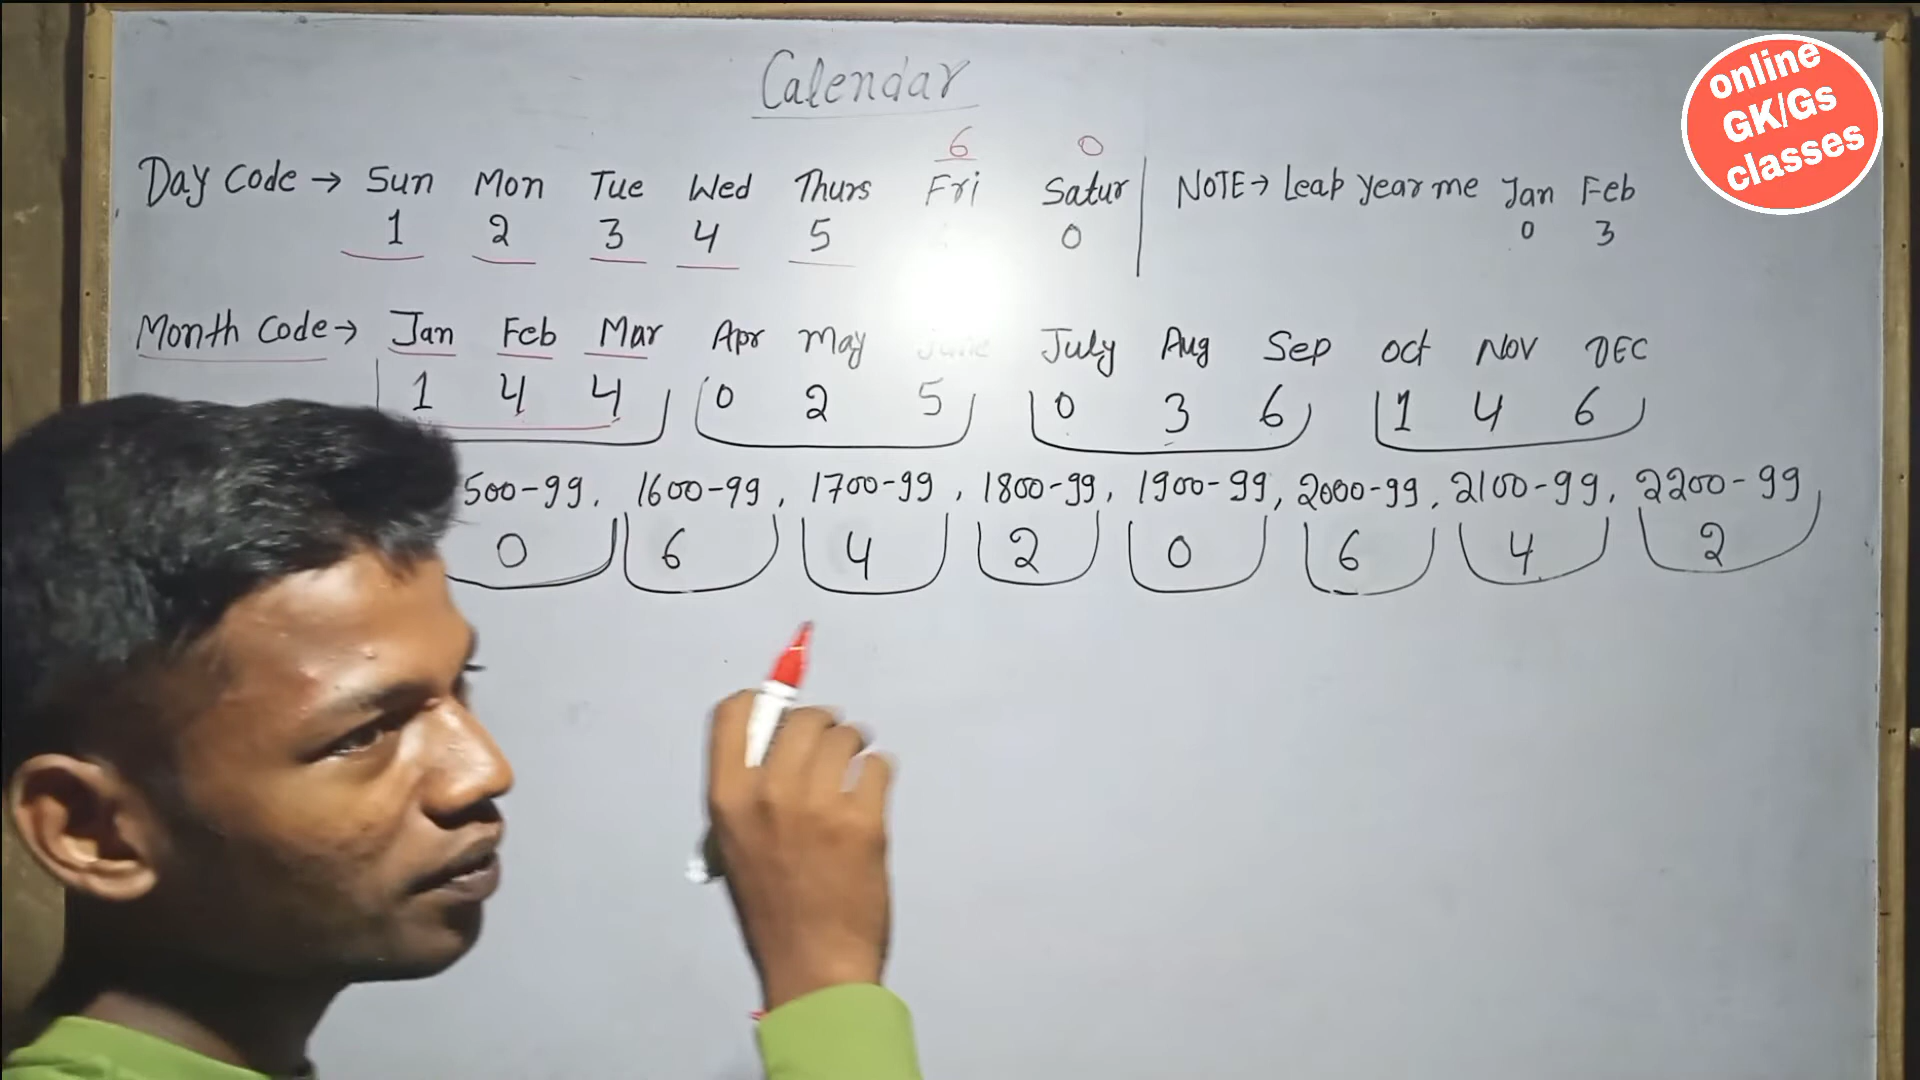 Calendar
6 0
Day Code → Sun Mon Tue Wed Thurs Fri Satur
1 2 3 4 5 0
NOTE → Leap Year me Jan Feb
0 3
Month Code → Jan Feb Mar Apr May June July Aug Sep Oct Nov DEC
1 4 4 0 2 5 0 3 6 1 4 6
500-99, 1600-99, 1700-99, 1800-99, 1900-99, 2000-99, 2100-99, 2200-99
0 6 4 2 0 6 4 2
online
GK/Gs
classes